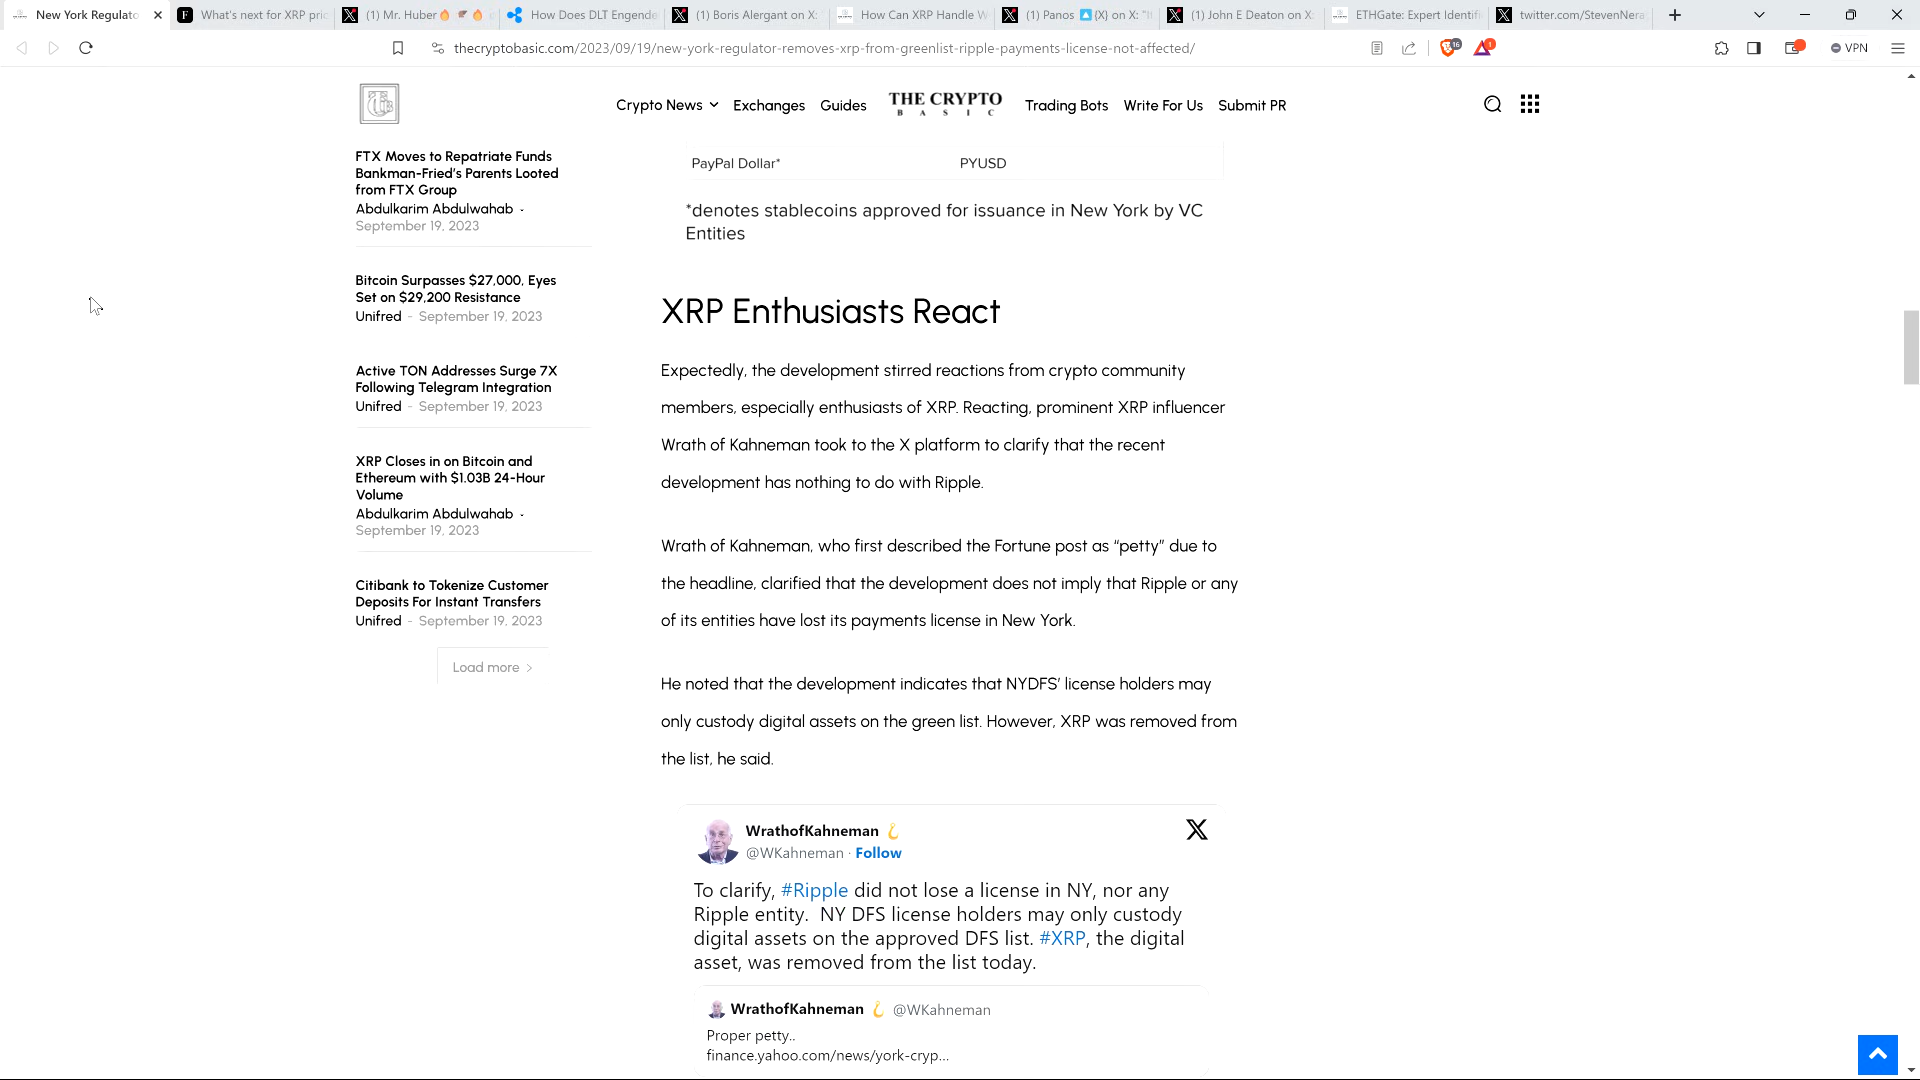 New York Regulato
What's next for XRP pri
(1) Mr. Huber
How Does DLT Engende
(1) Boris Alergant on X:
How Can XRP Handle W
(1) Panos {X} on X: "I
(1) John E Deaton on X:
ETHGate: Expert Identifi
twitter.com/StevenNera
thecryptobasic.com/2023/09/19/new-york-regulator-removes-xrp-from-greenlist-ripple-payments-license-not-affected/
VPN
Crypto News
Exchanges
Guides
THE CRYPTO
BASIC
Trading Bots
Write For Us
Submit PR
FTX Moves to Repatriate Funds
Bankman-Fried's Parents Looted
from FTX Group
Abdulkarim Abdulwahab -
September 19, 2023
Bitcoin Surpasses $27,000, Eyes
Set on $29,200 Resistance
Unifred - September 19, 2023
Active TON Addresses Surge 7X
Following Telegram Integration
Unifred - September 19, 2023
XRP Closes in on Bitcoin and
Ethereum with $1.03B 24-Hour
Volume
Abdulkarim Abdulwahab -
September 19, 2023
Citibank to Tokenize Customer
Deposits For Instant Transfers
Unifred - September 19, 2023
Load more
PayPal Dollar* PYUSD
*denotes stablecoins approved for issuance in New York by VC
Entities
XRP Enthusiasts React
Expectedly, the development stirred reactions from crypto community
members, especially enthusiasts of XRP. Reacting, prominent XRP influencer
Wrath of Kahneman took to the X platform to clarify that the recent
development has nothing to do with Ripple.
Wrath of Kahneman, who first described the Fortune post as “petty” due to
the headline, clarified that the development does not imply that Ripple or any
of its entities have lost its payments license in New York.
He noted that the development indicates that NYDFS’ license holders may
only custody digital assets on the green list. However, XRP was removed from
the list, he said.
WrathofKahneman
@WKahneman · Follow
To clarify, #Ripple did not lose a license in NY, nor any
Ripple entity. NY DFS license holders may only custody
digital assets on the approved DFS list. #XRP, the digital
asset, was removed from the list today.
WrathofKahneman @WKahneman
Proper petty..
finance.yahoo.com/news/york-cryp...